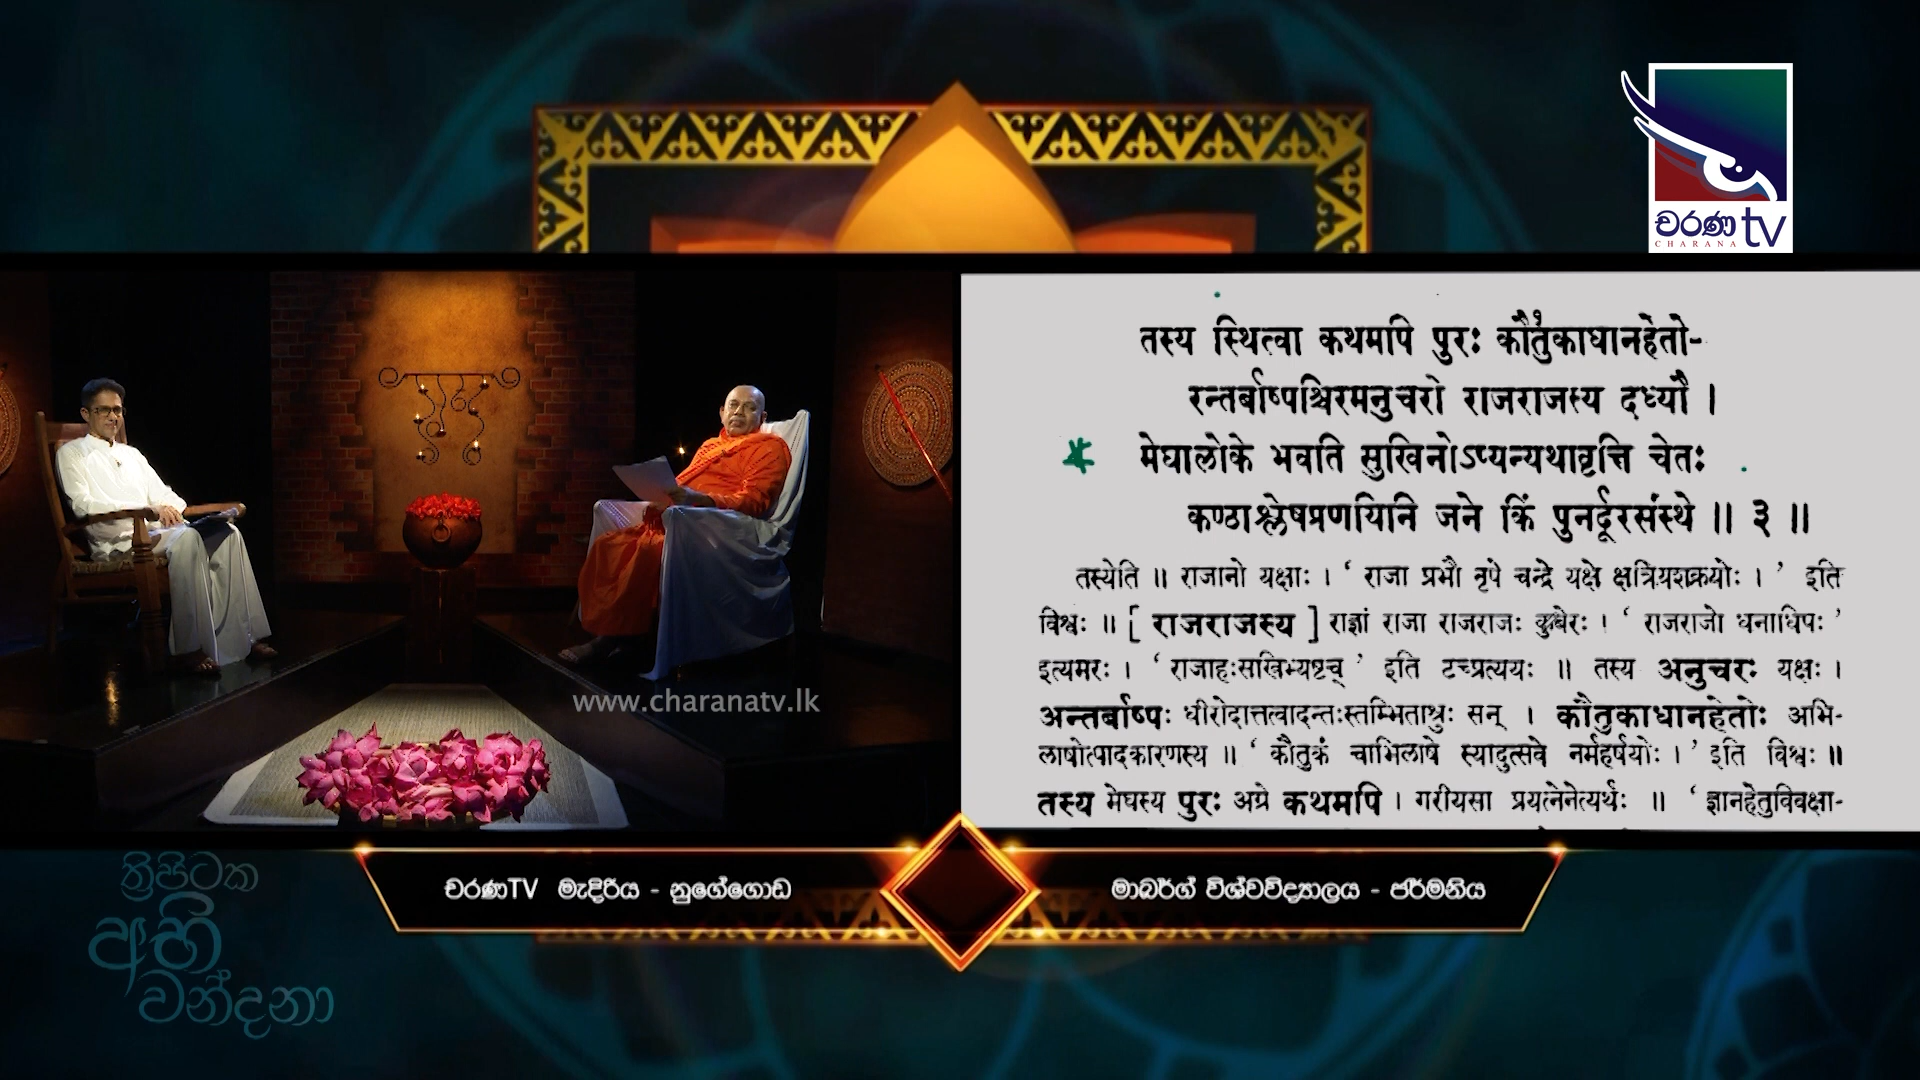 චරණ tv
CHARANA
तस्य स्थित्वा कथमपि पुरः कौतुकाधानहेतो-
रन्तर्बाष्पश्चिरमनुचरो राजराजस्य दध्यौ ।
मेघालोके भवति सुखिनोऽप्यन्यथावृत्ति चेतः
कण्ठाश्लेषप्रणयिनि जने किं पुनर्दूरसंस्थे ॥ ३ ॥
तस्येति ॥ राजानो यक्षाः । ‘ राजा प्रभौ नृपे चन्द्रे यक्षे क्षत्रियशक्रयोः । ’ इति
विश्वः ॥ [ राजराजस्य ] राज्ञां राजा राजराजः कुबेरः । ‘ राजराजो धनाधिपः ’
इत्यमरः । ‘ राजाहःसखिभ्यष्टच् ’ इति टच्प्रत्ययः ॥ तस्य अनुचरः यक्षः ।
अन्तर्बाष्पः धीरोदात्तत्वादन्तःस्तम्भिताश्रुः सन् । कौतुकाधानहेतोः अभि-
लाषोत्पादकारणस्य ॥ ‘ कौतुकं चाभिलाषे स्यादुत्सवे नर्महर्षयोः । ’ इति विश्वः ॥
तस्य मेघस्य पुरः अग्रे कथमपि । गरीयसा प्रयत्नेनेत्यर्थः ॥ ‘ ज्ञानहेतुविवक्षा-
www.charanatv.lk
චරණTV මැදිරිය - නුගේගොඩ
මාබර්ග් විශ්වවිද්‍යාලය - ජර්මනිය
ත්‍රිපිටක
අභි
වන්දනා